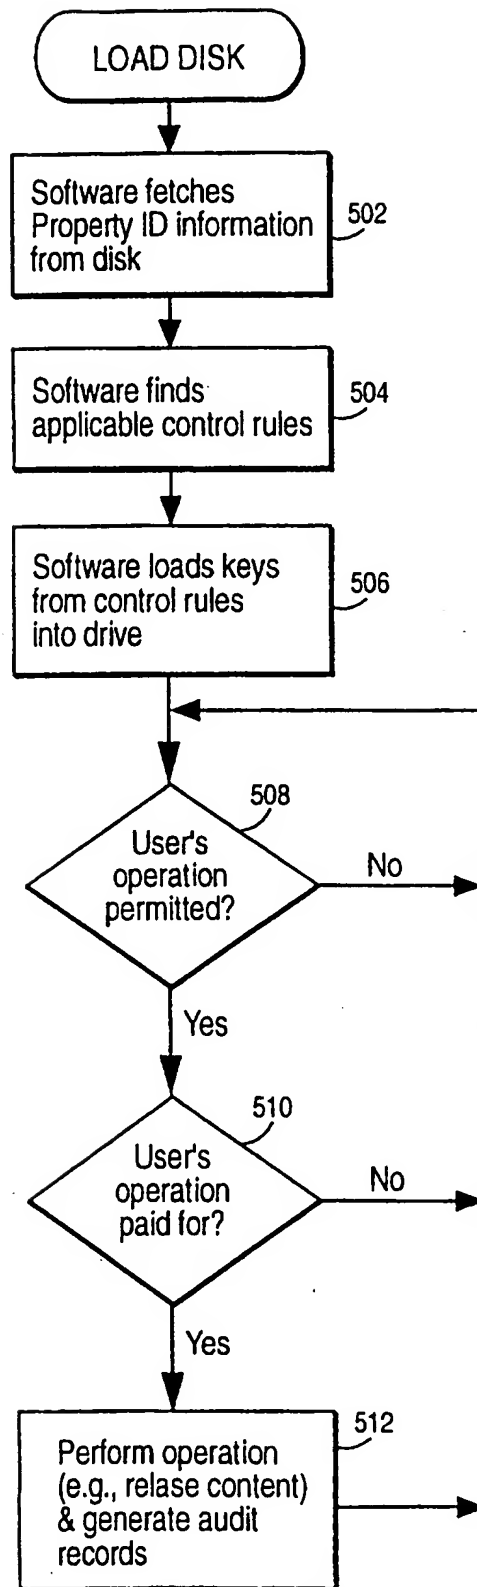 LOAD DISK
Software fetches
Property ID information
from disk
502
Software finds
applicable control rules
504
Software loads keys
from control rules
into drive
506
508
User's
operation
permitted?
No
Yes
510
User's
operation
paid for?
No
Yes
512
Perform operation
(e.g., relase content)
& generate audit
records